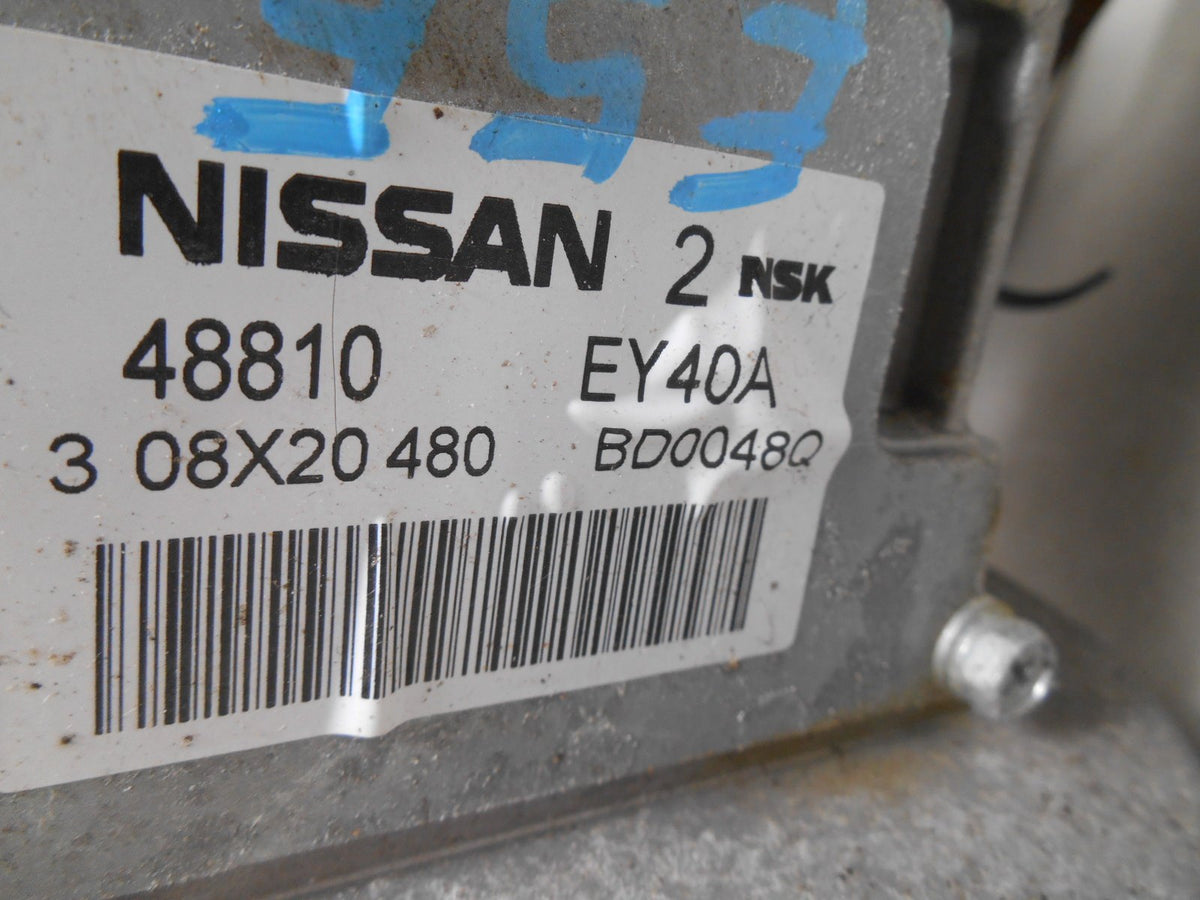 NISSAN 2 NSK
48810 EY40A
3 08X20 480 BD0048Q